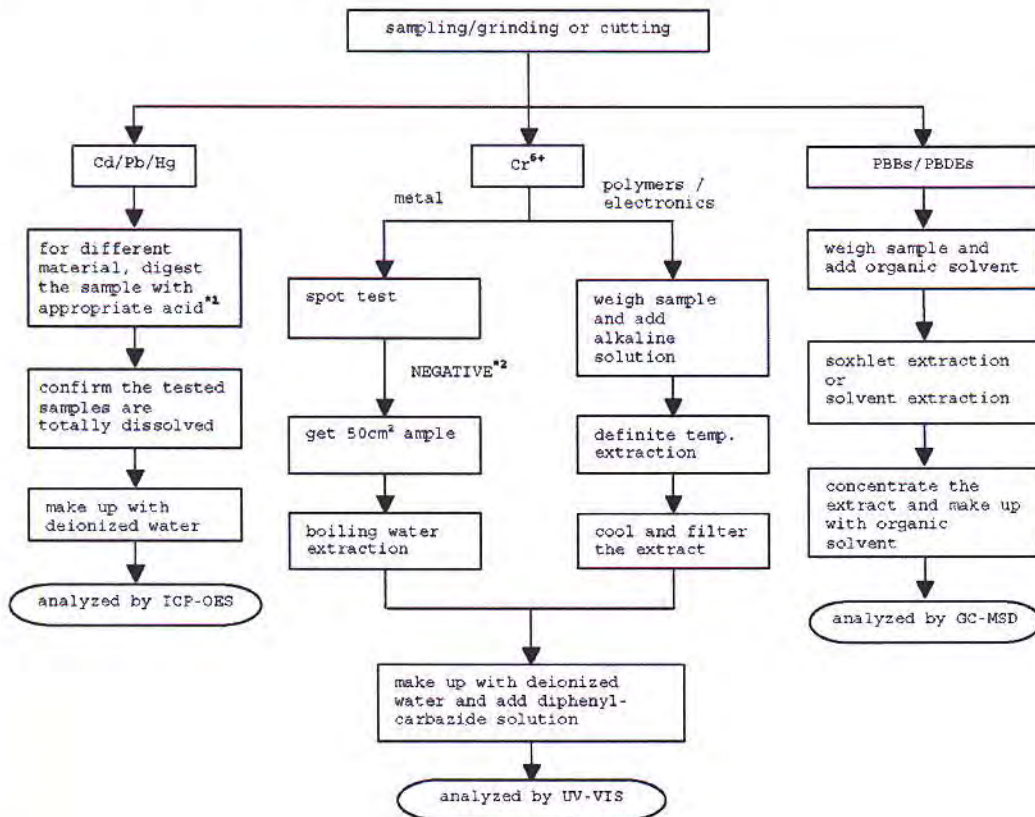 sampling/grinding or cutting
Cd/Pb/Hg
for different
material, digest
the sample with
appropriate acid*1
confirm the tested
samples are
totally dissolved
make up with
deionized water
analyzed by ICP-OES
Cr6+
metal
polymers /
electronics
spot test
NEGATIVE*2
get 50cm² ample
boiling water
extraction
weigh sample
and add
alkaline
solution
definite temp.
extraction
cool and filter
the extract
make up with deionized
water and add diphenyl-
carbazide solution
analyzed by UV-VIS
PBBs/PBDEs
weigh sample and
add organic solvent
soxhlet extraction
or
solvent extraction
concentrate the
extract and make up
with organic
solvent
analyzed by GC-MSD